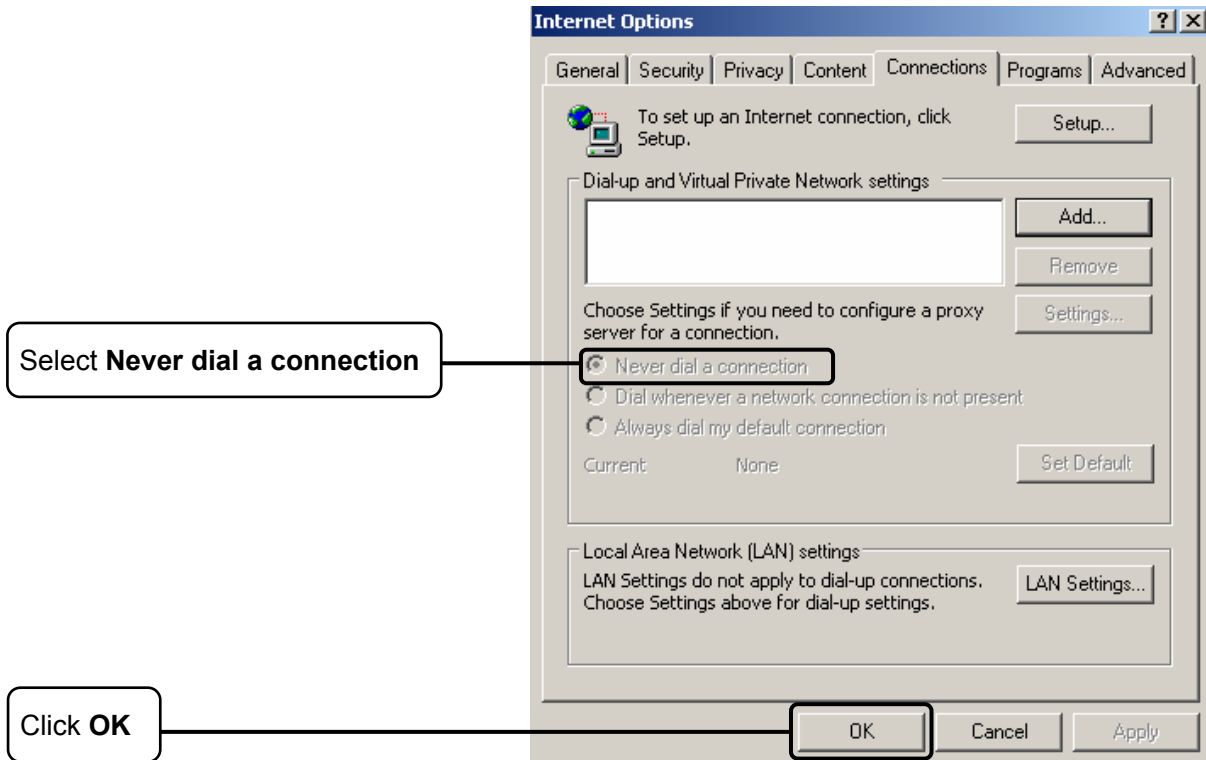 Internet Options
General Security Privacy Content Connections Programs Advanced
To set up an Internet connection, click
Setup.
Setup...
Dial-up and Virtual Private Network settings
Add...
Remove
Choose Settings if you need to configure a proxy
server for a connection.
Settings...
Select Never dial a connection
Never dial a connection
Dial whenever a network connection is not present
Always dial my default connection
Current None
Set Default
Local Area Network (LAN) settings
LAN Settings do not apply to dial-up connections.
Choose Settings above for dial-up settings.
LAN Settings...
Click OK
OK Cancel Apply